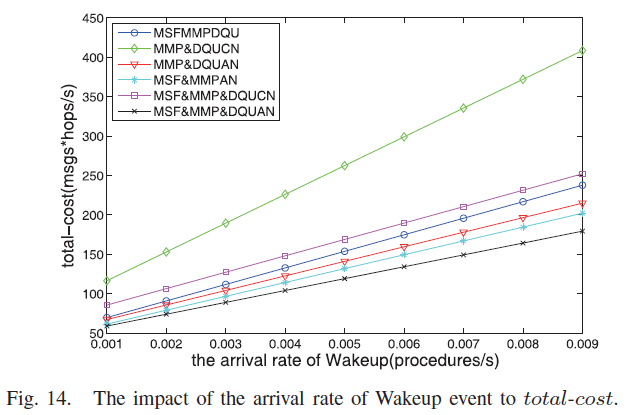 450
400
350
300
250
200
150
100
50
total-cost(msgs*hops/s)
MSFMMPDQU
MMP&DQUCN
MMP&DQUAN
MSF&MMPAN
MSF&MMP&DQUCN
MSF&MMP&DQUAN
0.001 0.002 0.003 0.004 0.005 0.006 0.007 0.008 0.009
the arrival rate of Wakeup(procedures/s)
Fig. 14. The impact of the arrival rate of Wakeup event to total-cost.